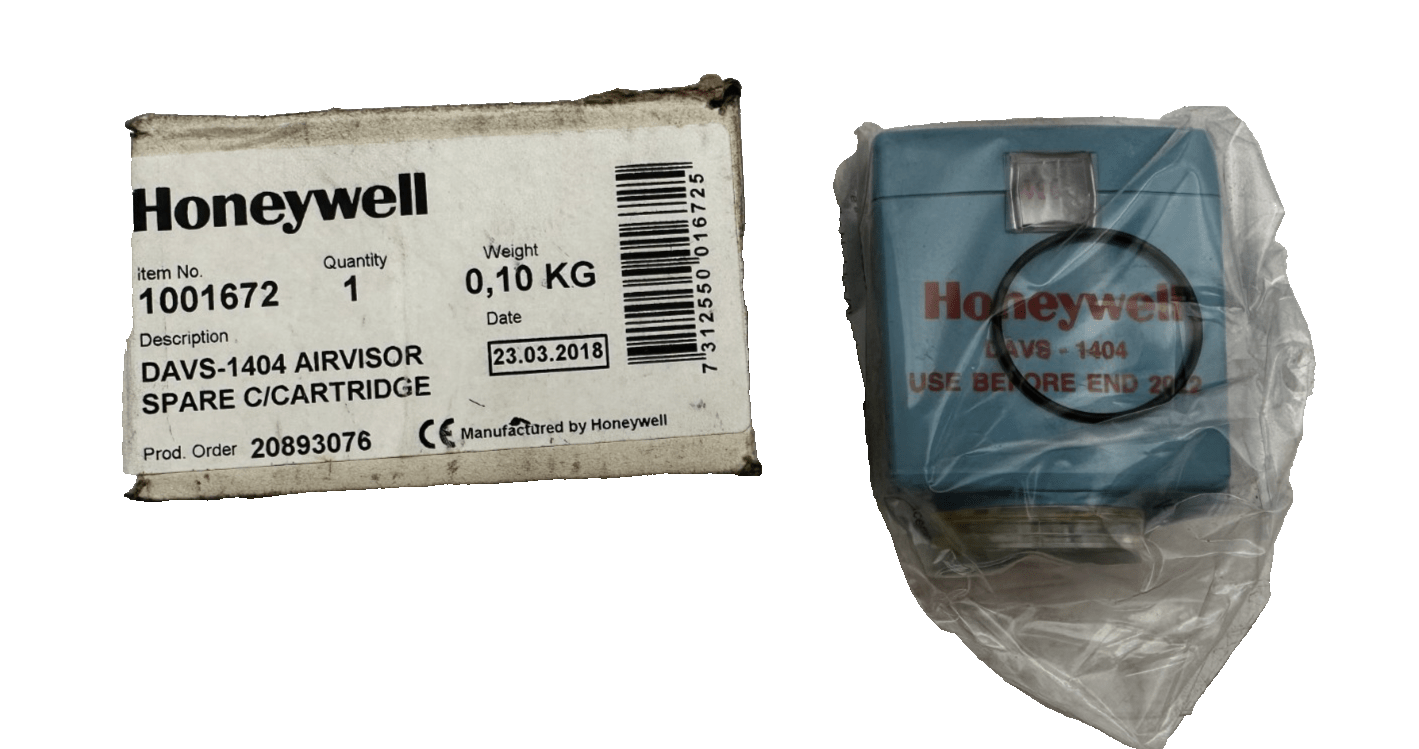 Honeywell
Item No.
1001672
Quantity
1
Weight
0,10 KG
Description
DAVS-1404 AIRVISOR
SPARE C/CARTRIDGE
Date
23.03.2018
Prod. Order 20893076
CE Manufactured by Honeywell
7 312550 016725
Honeywell
DAVS - 1404
USE BEFORE END 2022